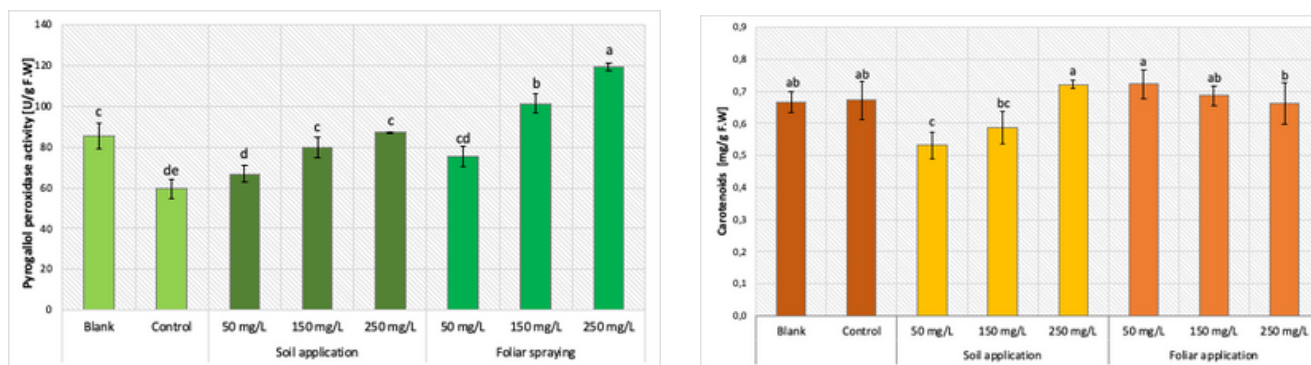 Pyrogallol peroxidase activity [U/g F.W]
140
120
100
80
60
40
20
0
c
de
d
c
c
cd
b
a
Blank
Control
50 mg/L
150 mg/L
250 mg/L
50 mg/L
150 mg/L
250 mg/L
Soil application
Foliar spraying
Carotenoids [mg/g F.W]
0,9
0,8
0,7
0,6
0,5
0,4
0,3
0,2
0,1
0,0
ab
ab
c
bc
a
a
ab
b
Blank
Control
50 mg/L
150 mg/L
250 mg/L
50 mg/L
150 mg/L
250 mg/L
Soil application
Foliar application